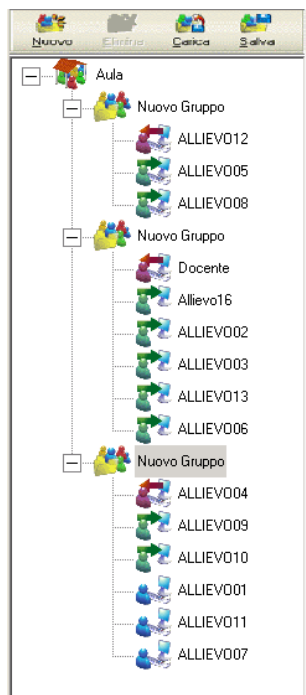 Nuovo Elimina Carica Salva
Aula
Nuovo Gruppo
ALLIEVO12
ALLIEVO05
ALLIEVO08
Nuovo Gruppo
Docente
Allievo16
ALLIEVO02
ALLIEVO03
ALLIEVO13
ALLIEVO06
Nuovo Gruppo
ALLIEVO04
ALLIEVO09
ALLIEVO10
ALLIEVO01
ALLIEVO11
ALLIEVO07